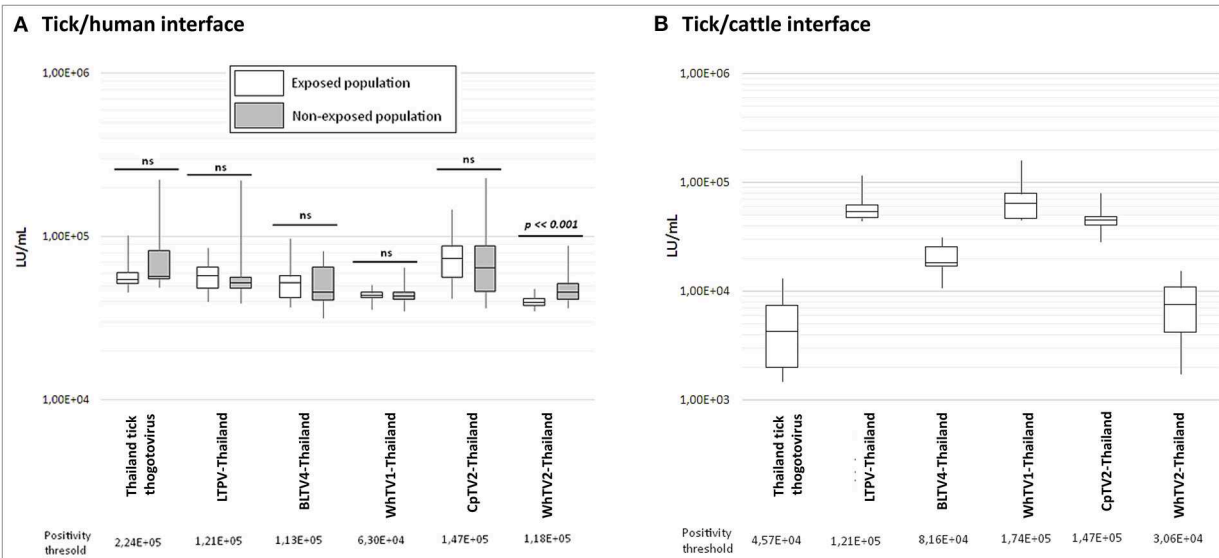 A Tick/human interface
1,00E+06
1,00E+05
1,00E+04
LU/mL
Exposed population
Non-exposed population
ns
ns
ns
ns
ns
p << 0.001
Thailand tick
thogotovirus
LTPV-Thailand
BLTV4-Thailand
WhTV1-Thailand
CpTV2-Thailand
WhTV2-Thailand
Positivity
thresold
2,24E+05 1,21E+05 1,13E+05 6,30E+04 1,47E+05 1,18E+05
B Tick/cattle interface
1,00E+06
1,00E+05
1,00E+04
1,00E+03
LU/mL
Thailand tick
thogotovirus
LTPV-Thailand
BLTV4-Thailand
WhTV1-Thailand
CpTV2-Thailand
WhTV2-Thailand
Positivity
thresold
4,57E+04 1,21E+05 8,16E+04 1,74E+05 1,47E+05 3,06E+04